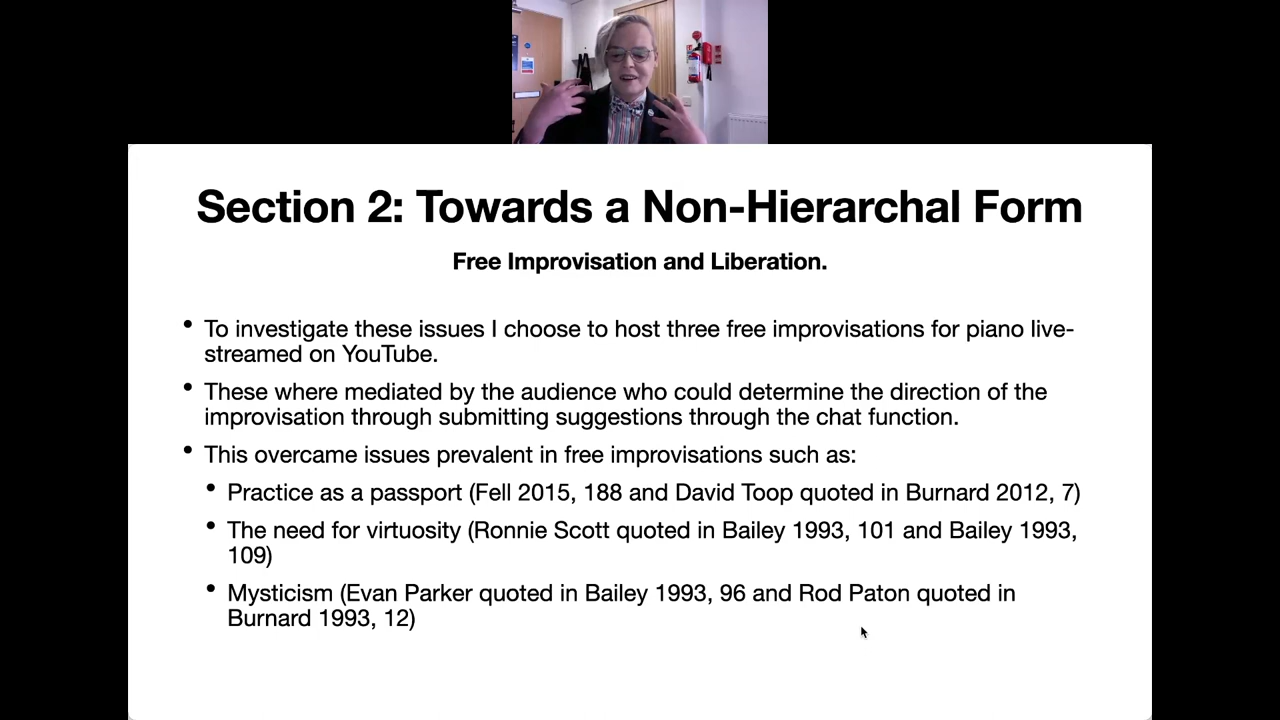 Section 2: Towards a Non-Hierarchal Form
Free Improvisation and Liberation.
• To investigate these issues I choose to host three free improvisations for piano live-
streamed on YouTube.
• These where mediated by the audience who could determine the direction of the
improvisation through submitting suggestions through the chat function.
• This overcame issues prevalent in free improvisations such as:
• Practice as a passport (Fell 2015, 188 and David Toop quoted in Burnard 2012, 7)
• The need for virtuosity (Ronnie Scott quoted in Bailey 1993, 101 and Bailey 1993,
109)
• Mysticism (Evan Parker quoted in Bailey 1993, 96 and Rod Paton quoted in
Burnard 1993, 12)